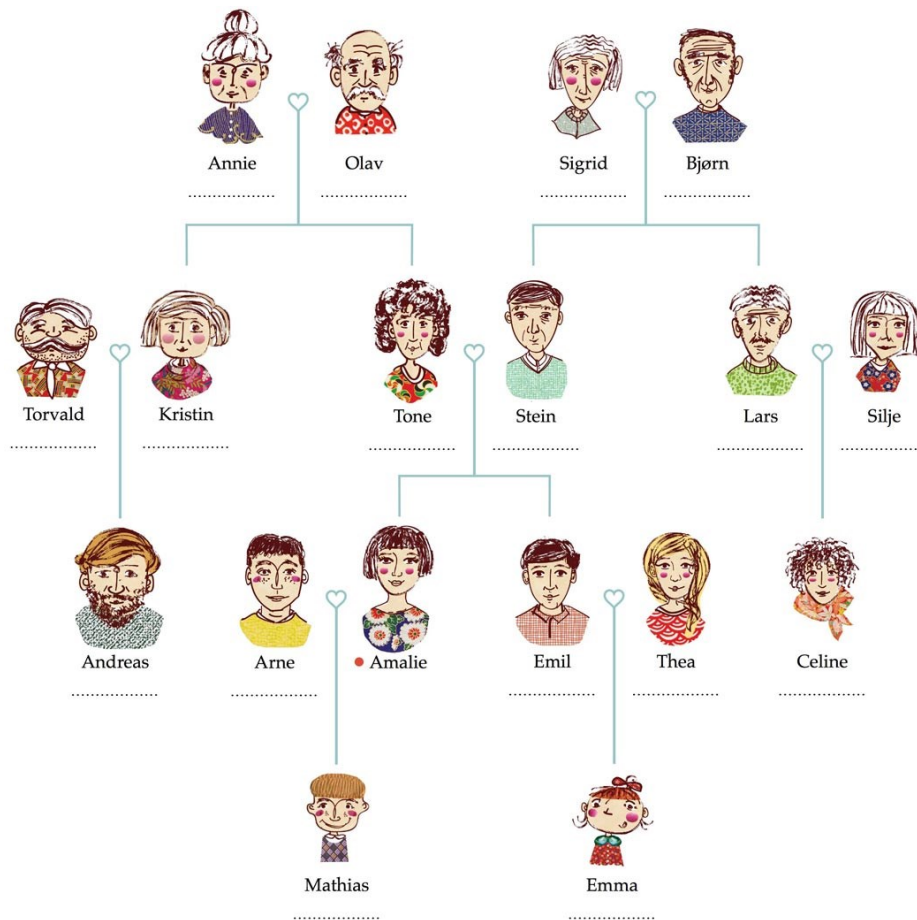 Annie Olav Sigrid Bjørn
Torvald Kristin Tone Stein Lars Silje
Andreas Arne Amalie Emil Thea Celine
Mathias Emma